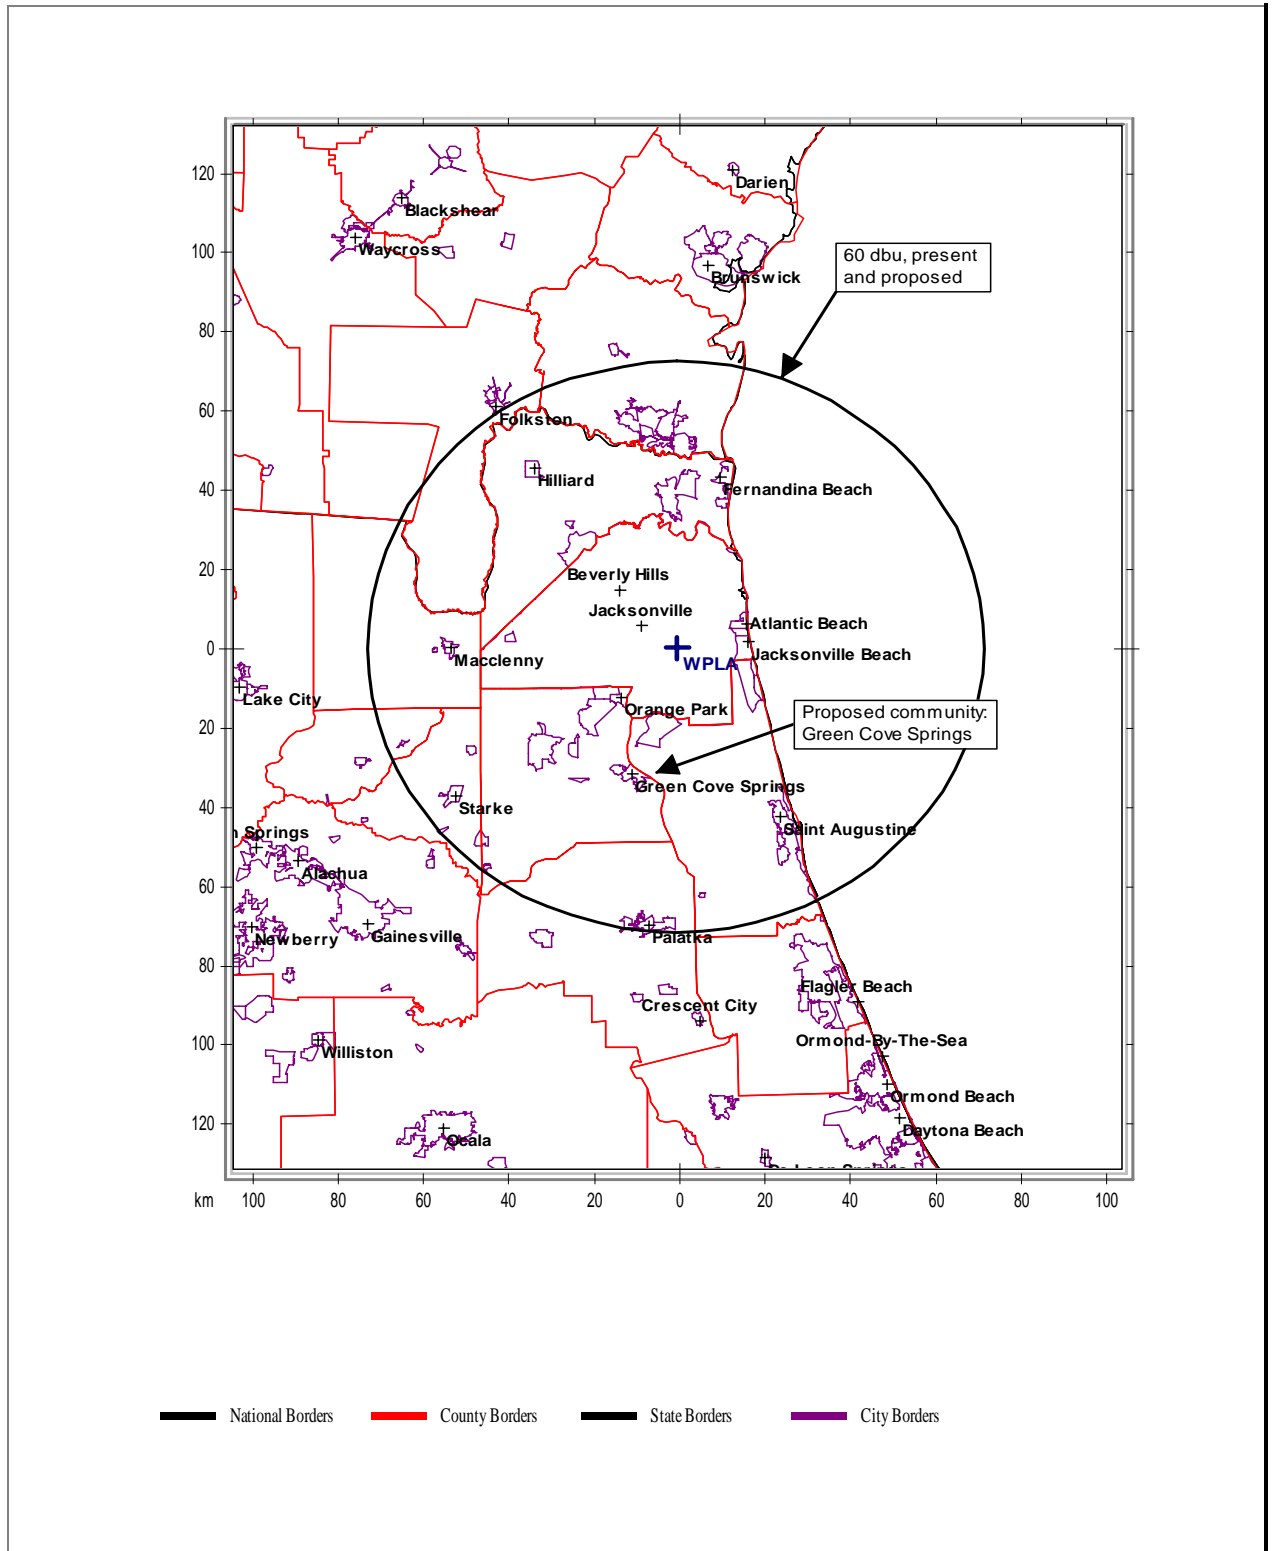 120
Darien
Blackshear
100
Waycross
Brunswick
60 dbu, present
and proposed
80
60
Folkston
40
Hilliard
Fernandina Beach
20
Beverly Hills
Jacksonville
Atlantic Beach
0
Macclenny
WPLA
Jacksonville Beach
Lake City
Orange Park
Proposed community:
Green Cove Springs
20
Green Cove Springs
40
Starke
Saint Augustine
n Springs
Alachua
60
Newberry
Gainesville
Palatka
80
Flagler Beach
Crescent City
100
Ormond-By-The-Sea
Williston
Ormond Beach
120
Ocala
Daytona Beach
km 100 80 60 40 20 0 20 40 60 80 100
National Borders County Borders State Borders City Borders